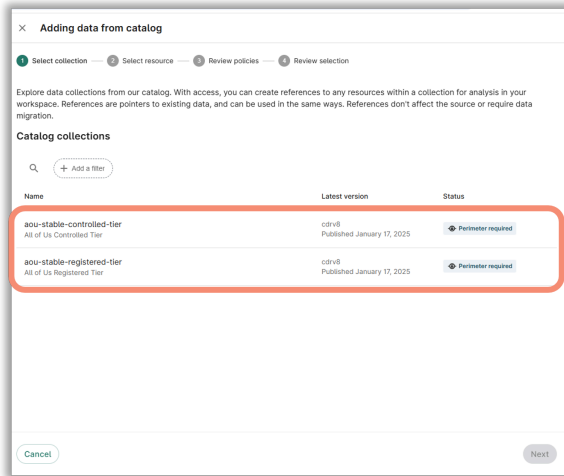 × Adding data from catalog
1 Select collection 2 Select resource 3 Review policies 4 Review selection
Explore data collections from our catalog. With access, you can create references to any resources within a collection for analysis in your
workspace. References are pointers to existing data, and can be used in the same ways. References don't affect the source or require data
migration.
Catalog collections
+ Add a filter
Name Latest version Status
aou-stable-controlled-tier cdrv8 Perimeter required
All of Us Controlled Tier Published January 17, 2025
aou-stable-registered-tier cdrv8 Perimeter required
All of Us Registered Tier Published January 17, 2025
Cancel Next